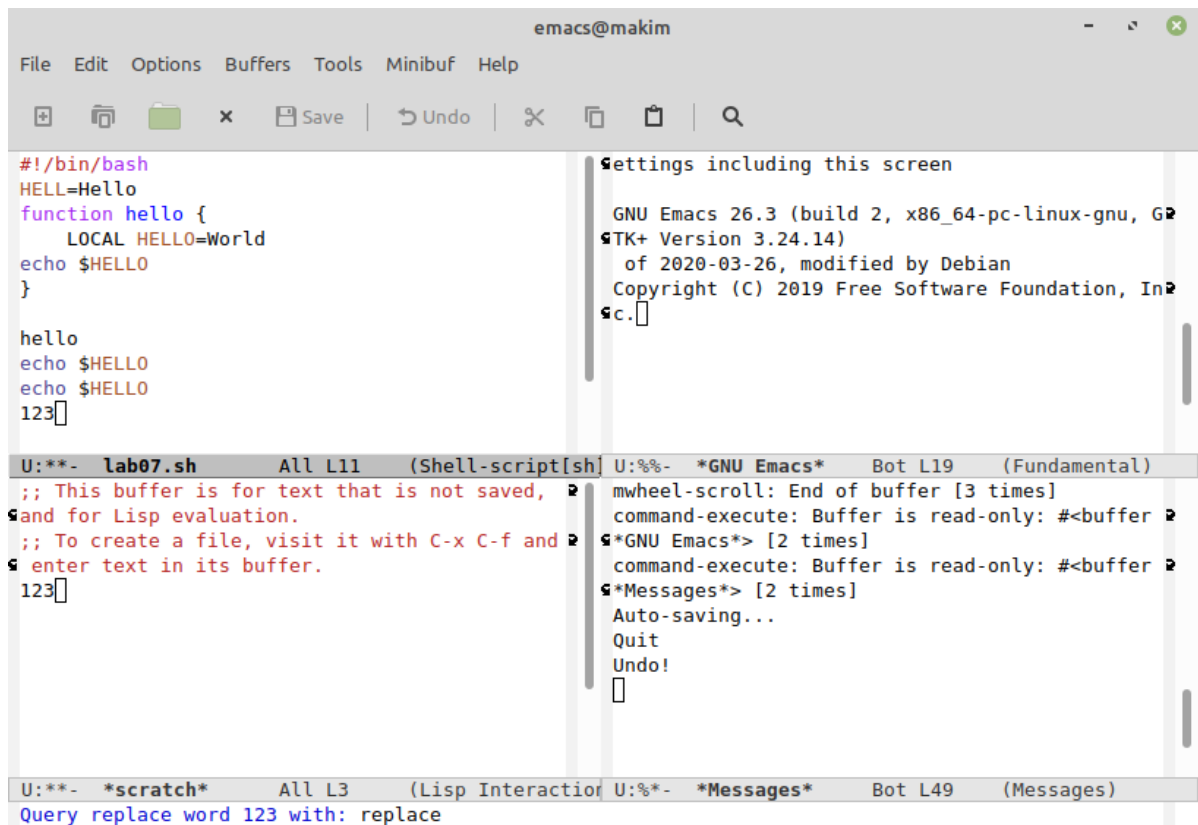 emacs@makim
File Edit Options Buffers Tools Minibuf Help
Save Undo
#!/bin/bash
HELL=Hello
function hello {
    LOCAL HELLO=World
echo $HELLO
}
hello
echo $HELLO
echo $HELLO
123
U:**-  lab07.sh       All L11    (Shell-script[sh]
ettings including this screen
GNU Emacs 26.3 (build 2, x86_64-pc-linux-gnu, G
TK+ Version 3.24.14)
 of 2020-03-26, modified by Debian
Copyright (C) 2019 Free Software Foundation, In
c.
U:%%-  *GNU Emacs*    Bot L19    (Fundamental)
;; This buffer is for text that is not saved,
and for Lisp evaluation.
;; To create a file, visit it with C-x C-f and
 enter text in its buffer.
123
U:**-  *scratch*      All L3     (Lisp Interaction
mwheel-scroll: End of buffer [3 times]
command-execute: Buffer is read-only: #<buffer
*GNU Emacs*> [2 times]
command-execute: Buffer is read-only: #<buffer
*Messages*> [2 times]
Auto-saving...
Quit
Undo!
U:%*-  *Messages*     Bot L49    (Messages)
Query replace word 123 with: replace